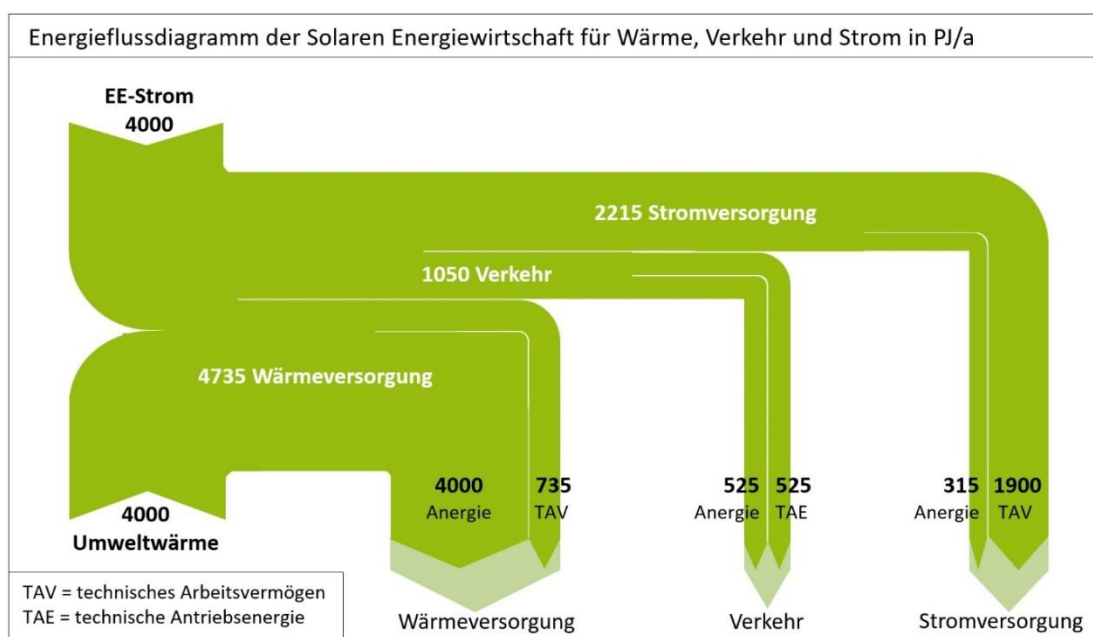 Energieflussdiagramm der Solaren Energiewirtschaft für Wärme, Verkehr und Strom in PJ/a
EE-Strom
4000
2215 Stromversorgung
1050 Verkehr
4735 Wärmeversorgung
4000 735 525 525 315 1900
Anergie TAV Anergie TAE Anergie TAV
4000
Umweltwärme
TAV = technisches Arbeitsvermögen
TAE = technische Antriebsenergie
Wärmeversorgung Verkehr Stromversorgung